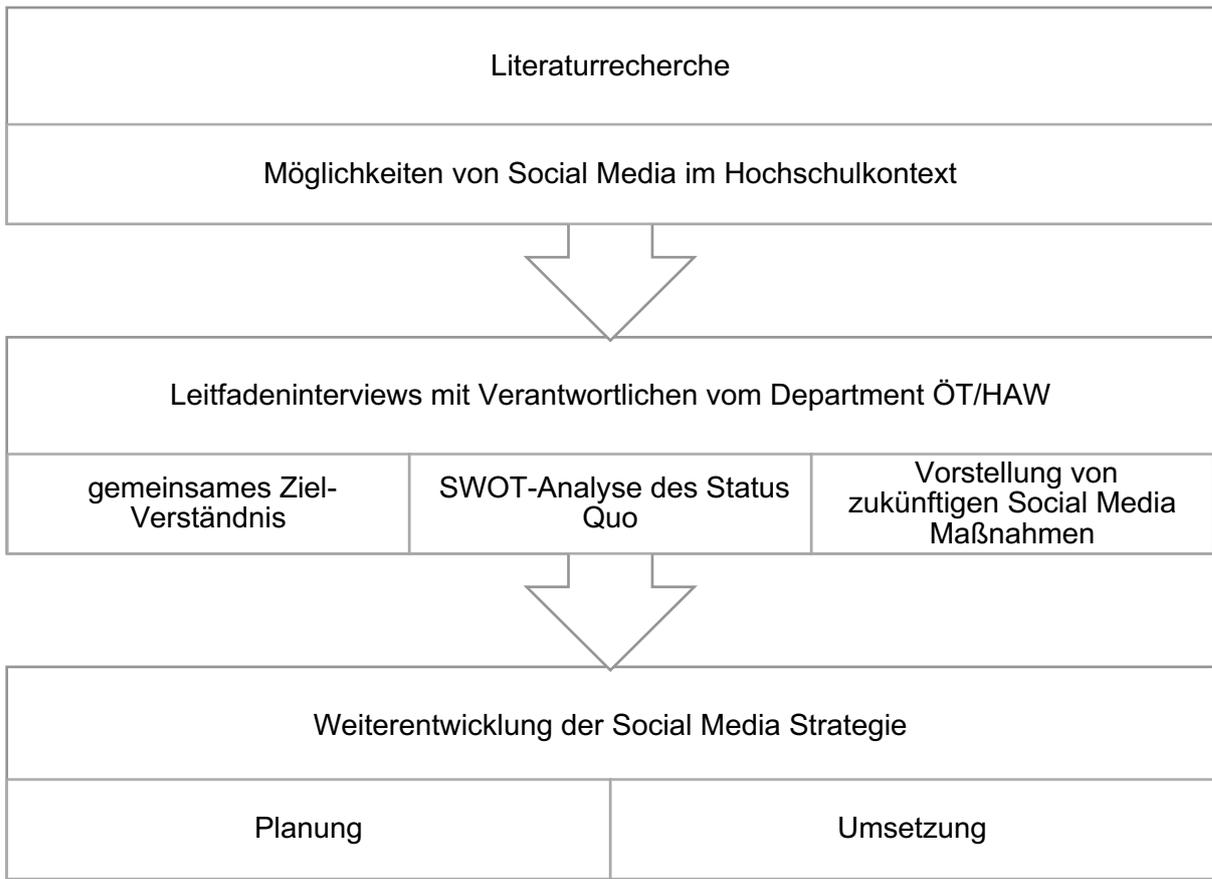 Literaturrecherche
Möglichkeiten von Social Media im Hochschulkontext
Leitfadeninterviews mit Verantwortlichen vom Department ÖT/HAW
gemeinsames Ziel-
Verständnis
SWOT-Analyse des Status
Quo
Vorstellung von
zukünftigen Social Media
Maßnahmen
Weiterentwicklung der Social Media Strategie
Planung
Umsetzung